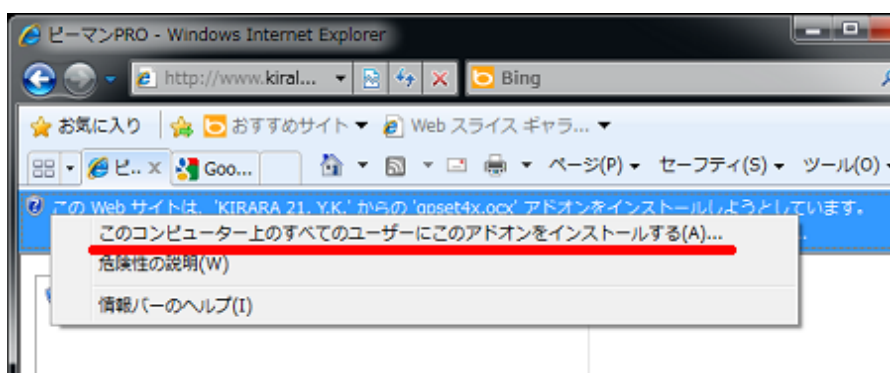 ピーマンPRO - Windows Internet Explorer
http://www.kiral... Bing
お気に入り おすすめサイト Web スライス ギャラ...
ピ.. Goo... ページ(P) セーフティ(S) ツール(O)
この Web サイトは、'KIRARA 21. Y.K.' からの 'qpset4x.ocx' アドオンをインストールしようとしています。
このコンピューター上のすべてのユーザーにこのアドオンをインストールする(A)...
危険性の説明(W)
情報バーのヘルプ(I)